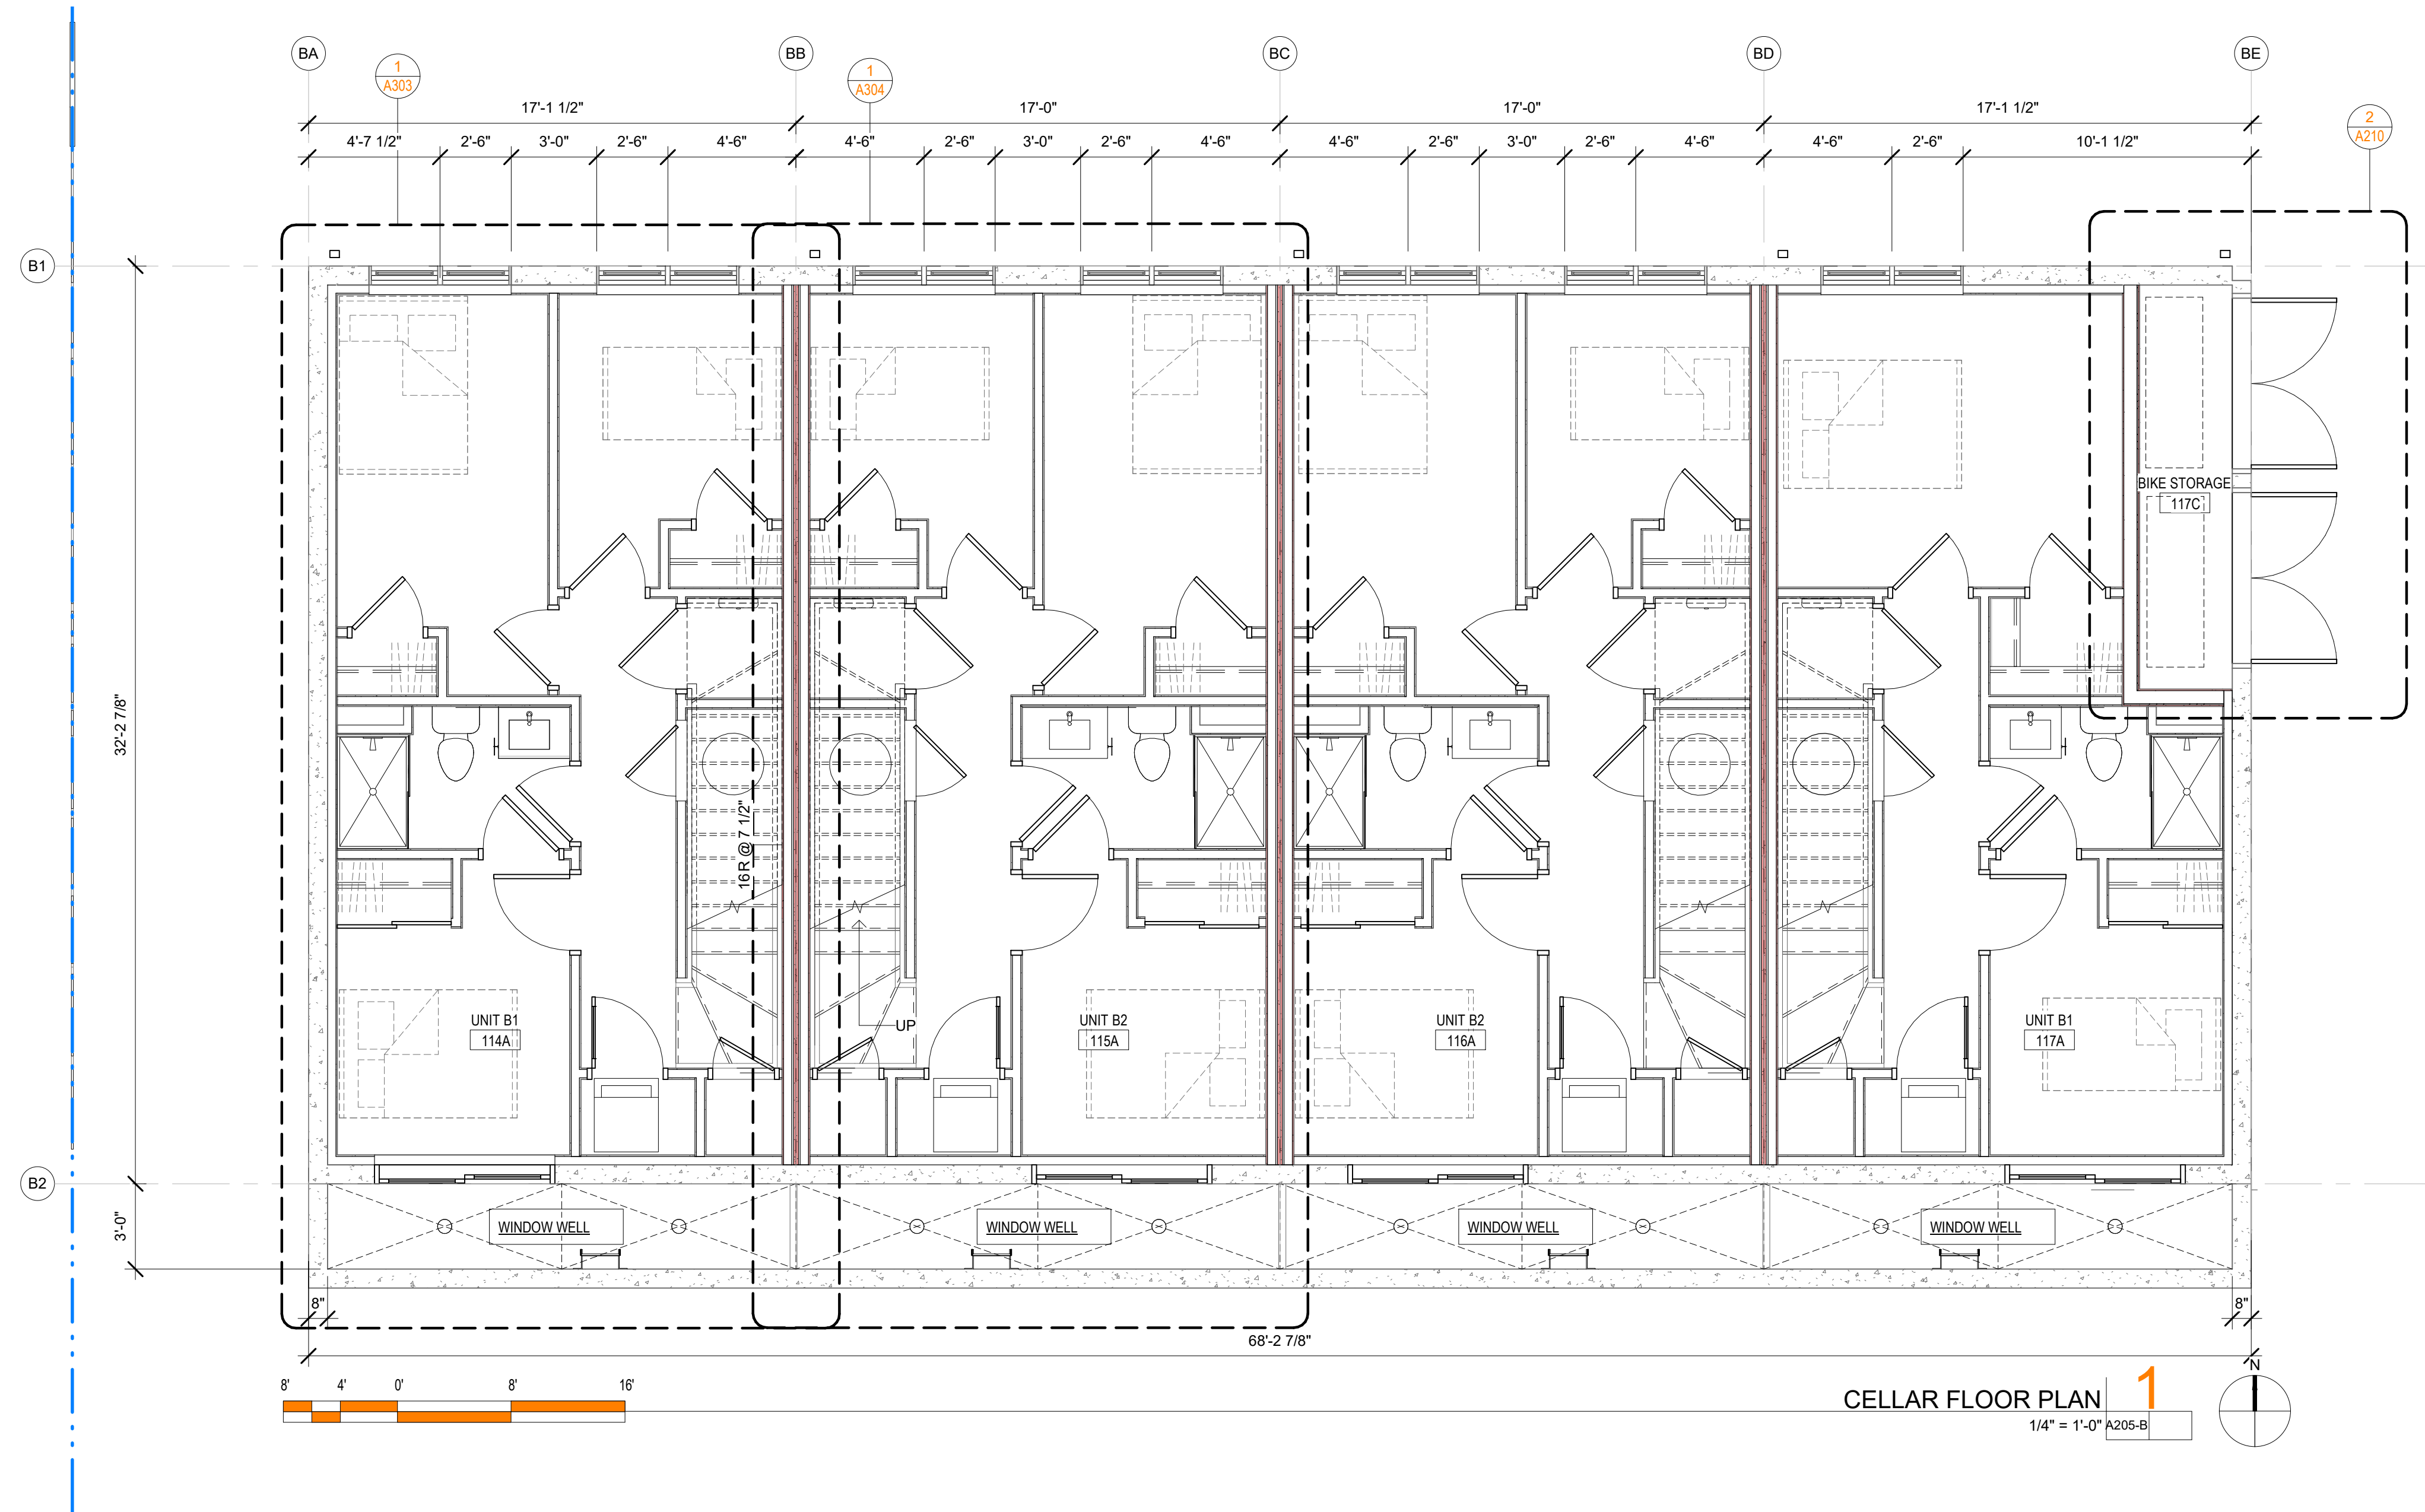 BA
BB
BC
BD
BE
1
A303
1
A304
2
A210
17'-1 1/2"
17'-0"
17'-0"
17'-1 1/2"
4'-7 1/2"
2'-6"
3'-0"
2'-6"
4'-6"
4'-6"
2'-6"
3'-0"
2'-6"
4'-6"
4'-6"
2'-6"
3'-0"
2'-6"
4'-6"
4'-6"
2'-6"
10'-1 1/2"
B1
BIKE STORAGE
117C
32'-2 7/8"
16R @ 7 1/2"
UP
UNIT B1
114A
UNIT B2
115A
UNIT B2
116A
UNIT B1
117A
B2
3'-0"
WINDOW WELL
WINDOW WELL
WINDOW WELL
WINDOW WELL
8"
8"
68'-2 7/8"
8'
4'
0'
8'
16'
CELLAR FLOOR PLAN
1
1/4" = 1'-0"
A205-B
N